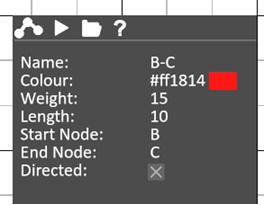 ?
Name: B-C
Colour: #ff1814
Weight: 15
Length: 10
Start Node: B
End Node: C
Directed: